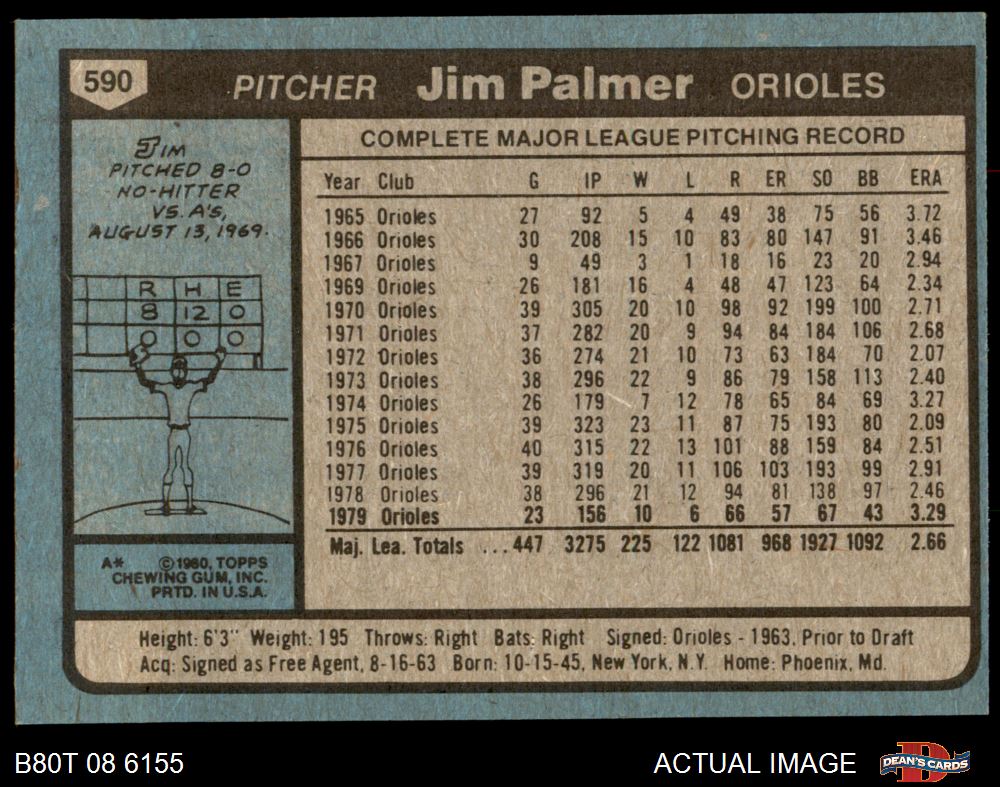 590 PITCHER Jim Palmer ORIOLES
JIM
PITCHED 8-0
NO-HITTER
VS. A'S,
AUGUST 13, 1969.
R H E
8 12 0
0 0 0
A* ©1980, TOPPS
CHEWING GUM, INC.
PRTD. IN U.S.A.
COMPLETE MAJOR LEAGUE PITCHING RECORD
Year Club G IP W L R ER SO BB ERA
1965 Orioles 27 92 5 4 49 38 75 56 3.72
1966 Orioles 30 208 15 10 83 80 147 91 3.46
1967 Orioles 9 49 3 1 18 16 23 20 2.94
1969 Orioles 26 181 16 4 48 47 123 64 2.34
1970 Orioles 39 305 20 10 98 92 199 100 2.71
1971 Orioles 37 282 20 9 94 84 184 106 2.68
1972 Orioles 36 274 21 10 73 63 184 70 2.07
1973 Orioles 38 296 22 9 86 79 158 113 2.40
1974 Orioles 26 179 7 12 78 65 84 69 3.27
1975 Orioles 39 323 23 11 87 75 193 80 2.09
1976 Orioles 40 315 22 13 101 88 159 84 2.51
1977 Orioles 39 319 20 11 106 103 193 99 2.91
1978 Orioles 38 296 21 12 94 81 138 97 2.46
1979 Orioles 23 156 10 6 66 57 67 43 3.29
Maj. Lea. Totals ...447 3275 225 122 1081 968 1927 1092 2.66
Height: 6'3" Weight: 195 Throws: Right Bats: Right Signed: Orioles - 1963, Prior to Draft
Acq: Signed as Free Agent, 8-16-63 Born: 10-15-45, New York, N.Y. Home: Phoenix, Md.
B80T 08 6155 ACTUAL IMAGE D DEAN'S CARDS